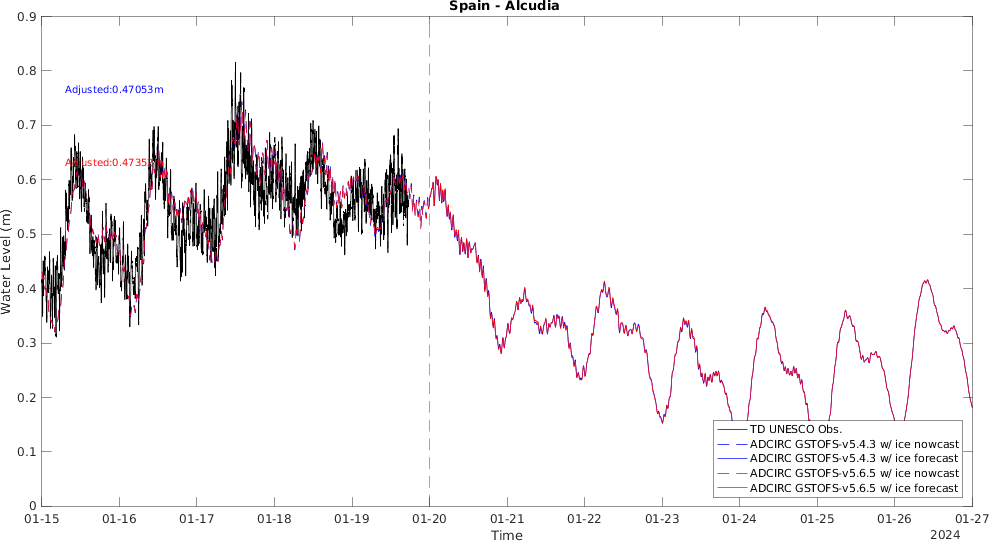 Spain - Alcudia
0.9
0.8
0.7
0.6
0.5
0.4
0.3
0.2
0.1
0
Water Level (m)
Adjusted:0.47053m
TD UNESCO Obs.
ADCIRC GSTOFS-v5.4.3 w/ ice nowcast
ADCIRC GSTOFS-v5.4.3 w/ ice forecast
ADCIRC GSTOFS-v5.6.5 w/ ice nowcast
ADCIRC GSTOFS-v5.6.5 w/ ice forecast
01-15 01-16 01-17 01-18 01-19 01-20 01-21 01-22 01-23 01-24 01-25 01-26 01-27
Time
2024